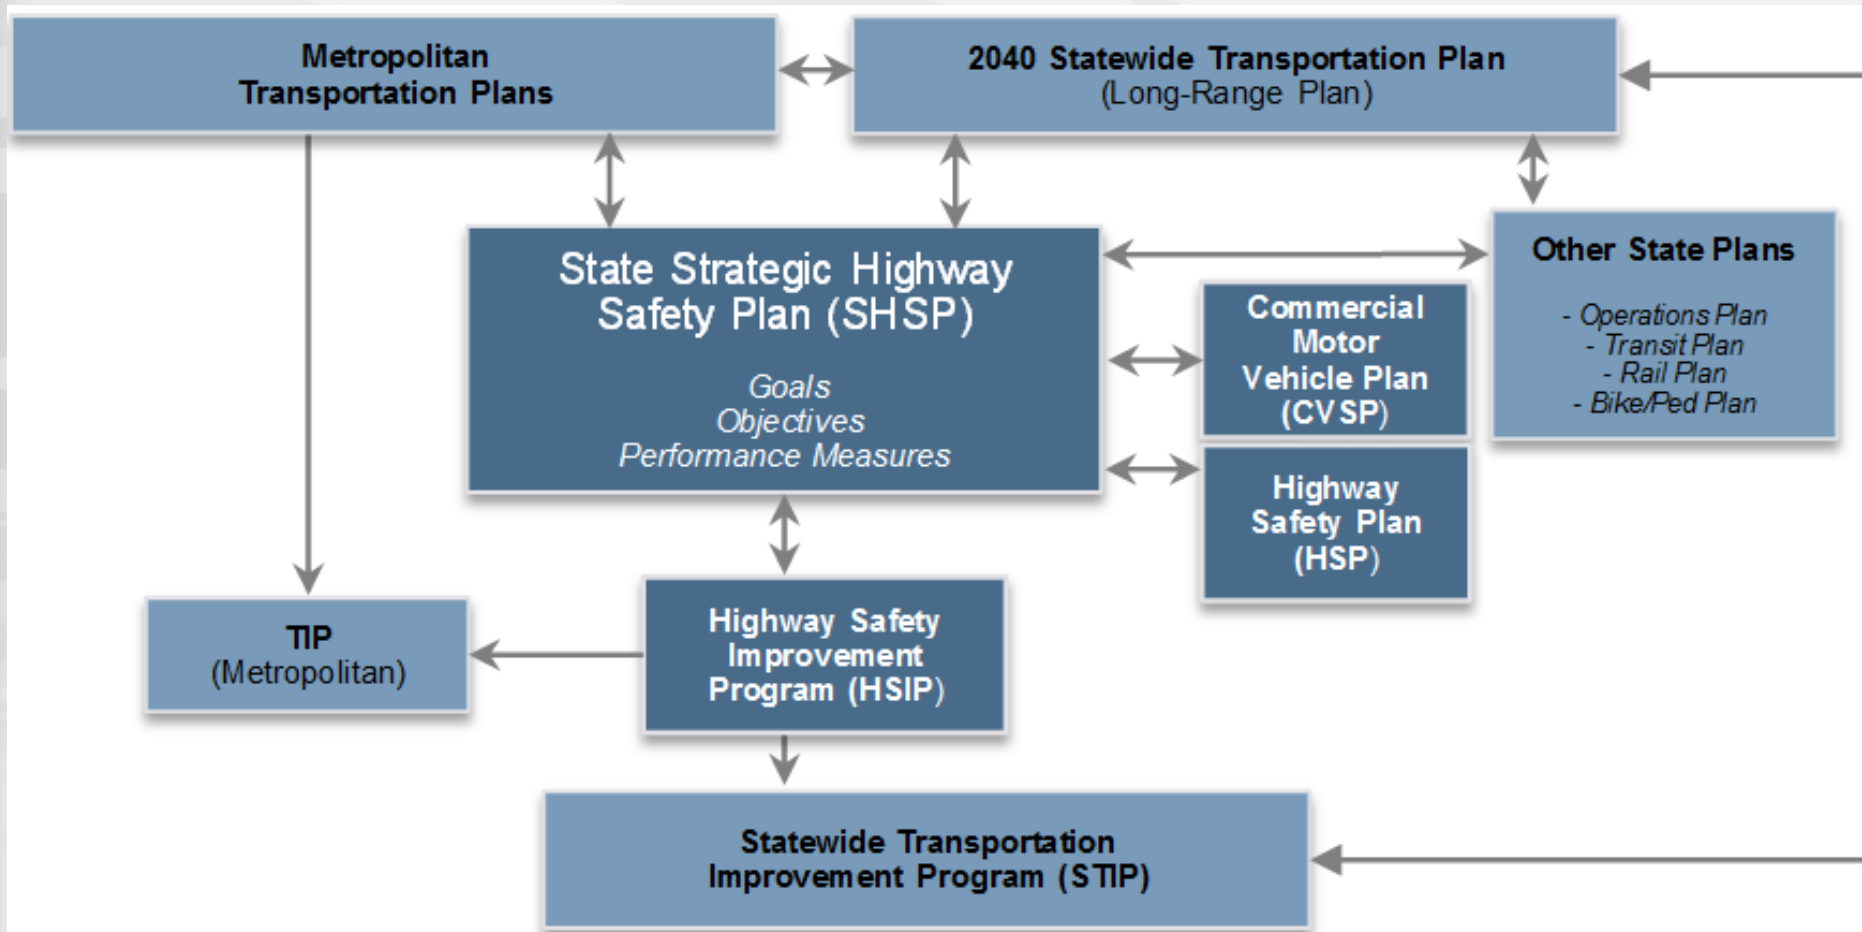 Metropolitan
Transportation Plans
2040 Statewide Transportation Plan
(Long-Range Plan)
State Strategic Highway
Safety Plan (SHSP)
Goals
Objectives
Performance Measures
Commercial
Motor
Vehicle Plan
(CVSP)
Other State Plans
- Operations Plan
- Transit Plan
- Rail Plan
- Bike/Ped Plan
Highway
Safety Plan
(HSP)
TIP
(Metropolitan)
Highway Safety
Improvement
Program (HSIP)
Statewide Transportation
Improvement Program (STIP)